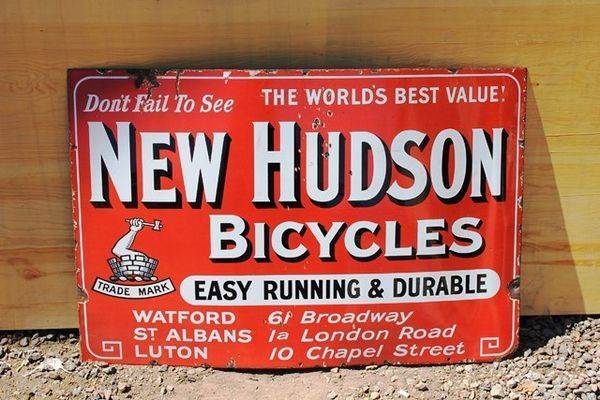 Don't Fail To See THE WORLD'S BEST VALUE!
NEW HUDSON
BICYCLES
TRADE MARK
EASY RUNNING & DURABLE
WATFORD 61 Broadway
ST ALBANS 1a London Road
LUTON 10 Chapel Street